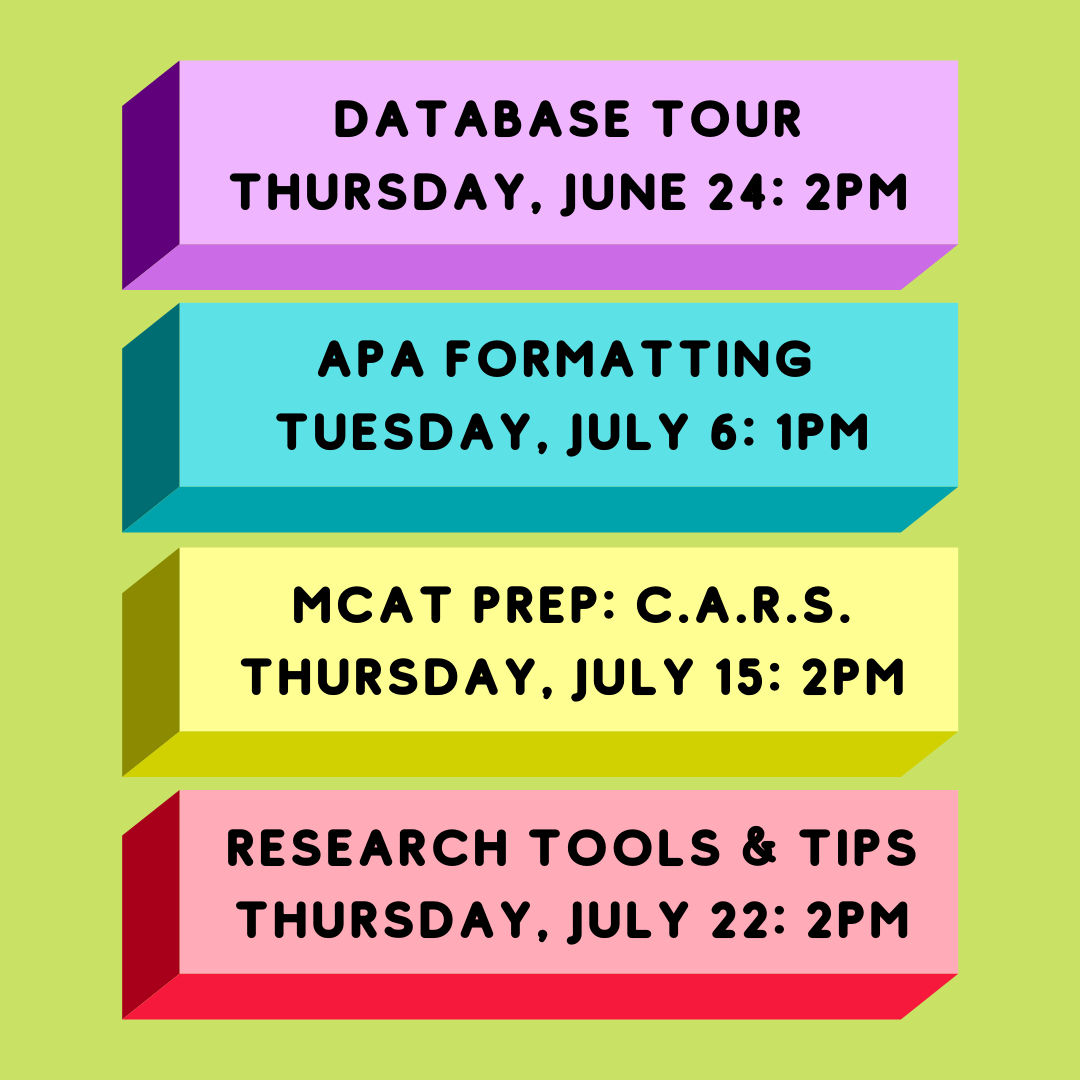 DATABASE TOUR
THURSDAY, JUNE 24: 2PM
APA FORMATTING
TUESDAY, JULY 6: 1PM
MCAT PREP: C.A.R.S.
THURSDAY, JULY 15: 2PM
RESEARCH TOOLS & TIPS
THURSDAY, JULY 22: 2PM